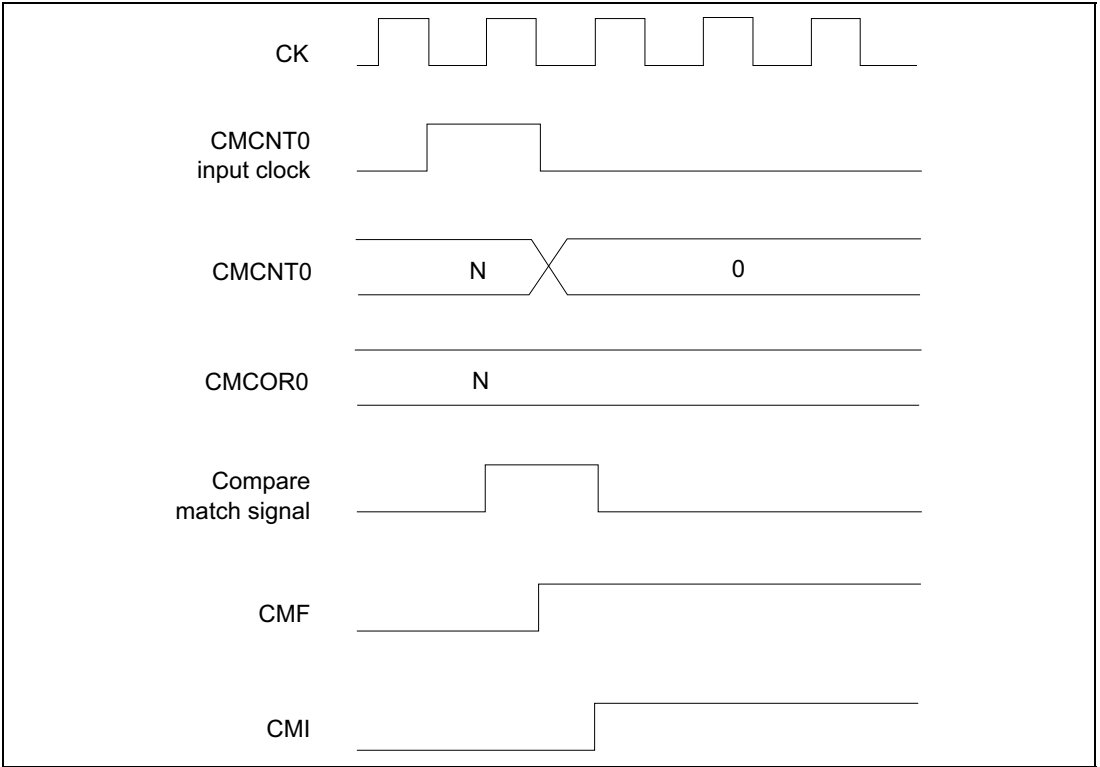 CK
CMCNT0
input clock
CMCNT0
N
0
CMCOR0
N
Compare
match signal
CMF
CMI